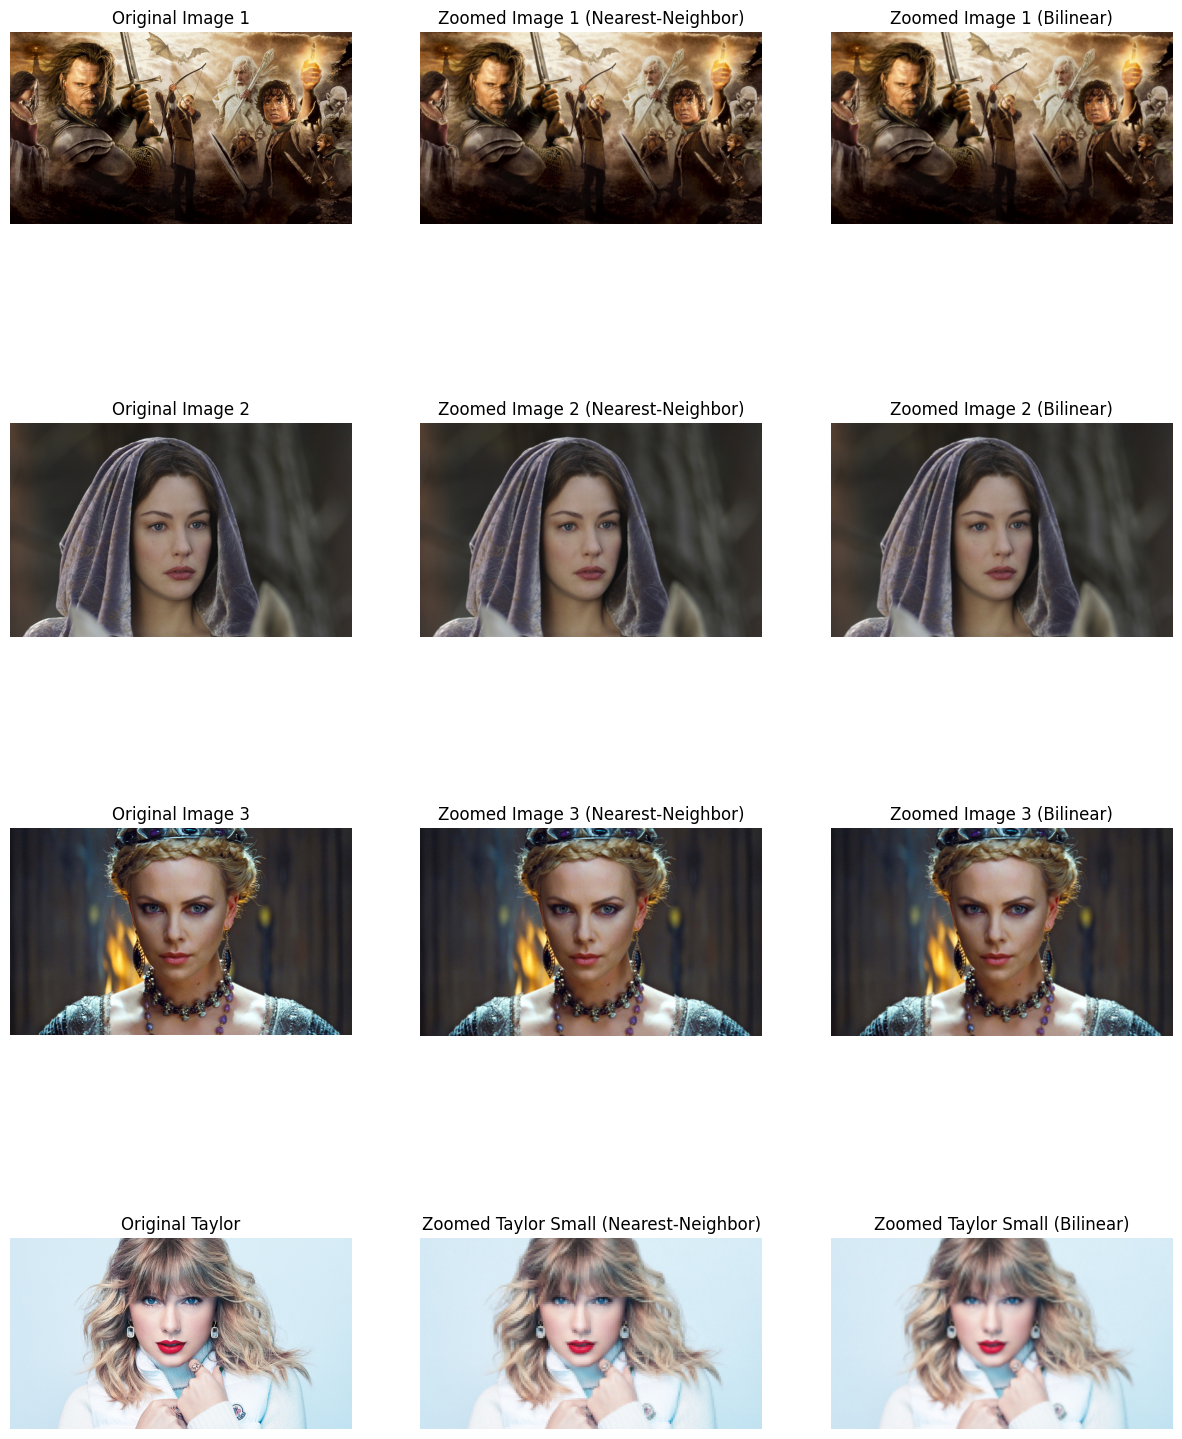 Original Image 1
Zoomed Image 1 (Nearest-Neighbor)
Zoomed Image 1 (Bilinear)
Original Image 2
Zoomed Image 2 (Nearest-Neighbor)
Zoomed Image 2 (Bilinear)
Original Image 3
Zoomed Image 3 (Nearest-Neighbor)
Zoomed Image 3 (Bilinear)
Original Taylor
Zoomed Taylor Small (Nearest-Neighbor)
Zoomed Taylor Small (Bilinear)